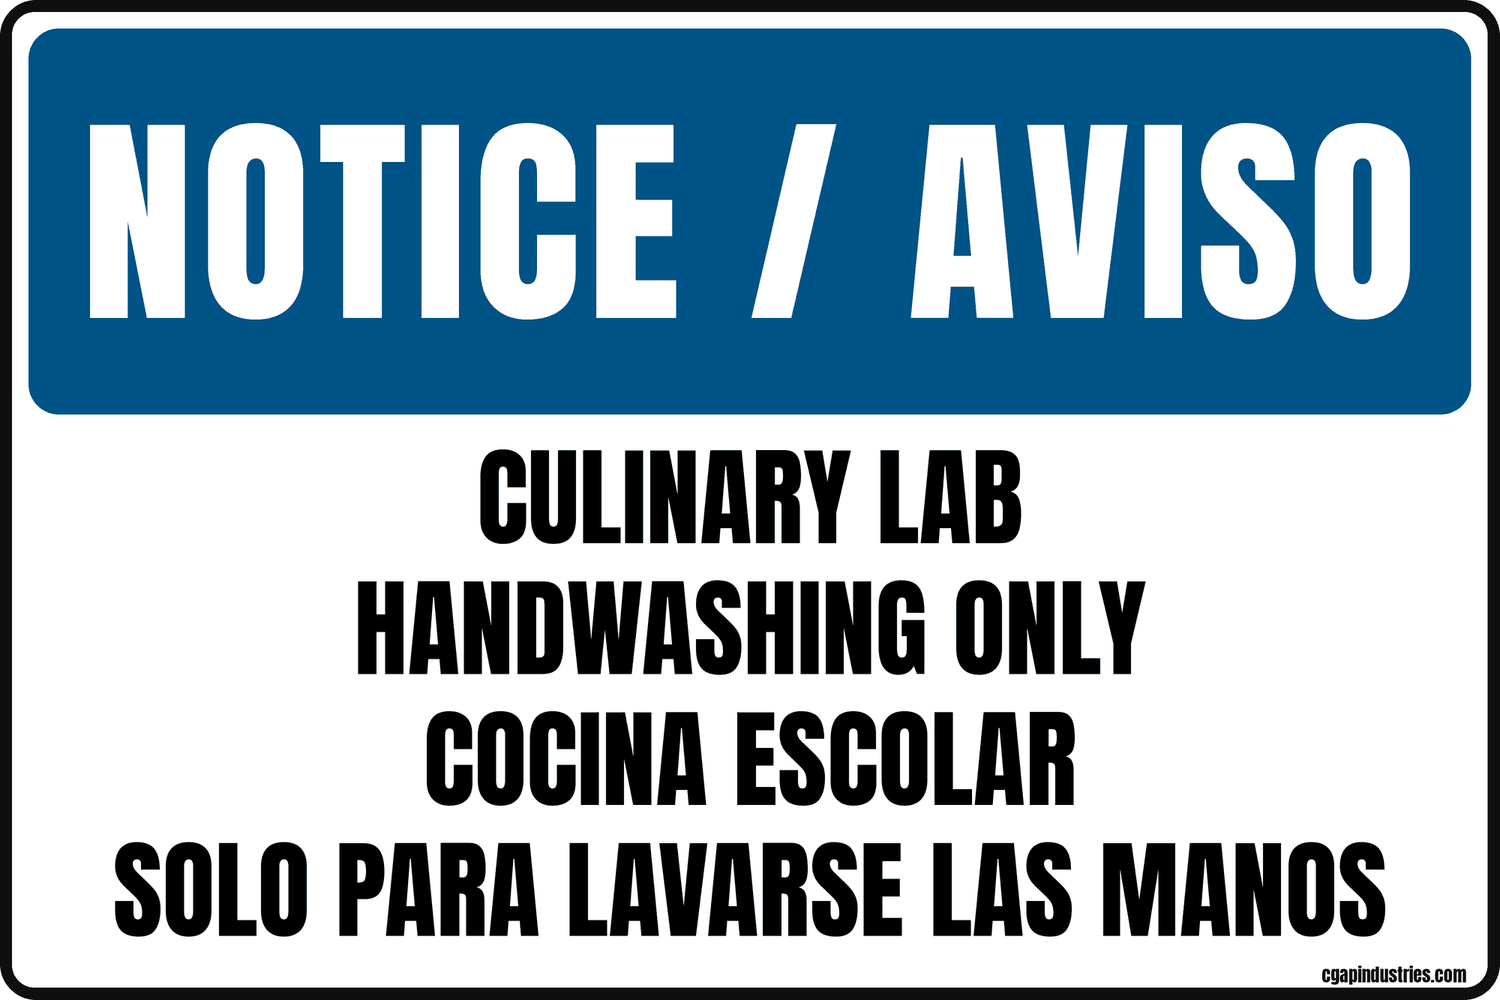 NOTICE / AVISO
CULINARY LAB
HANDWASHING ONLY
COCINA ESCOLAR
SOLO PARA LAVARSE LAS MANOS
cgapindustries.com